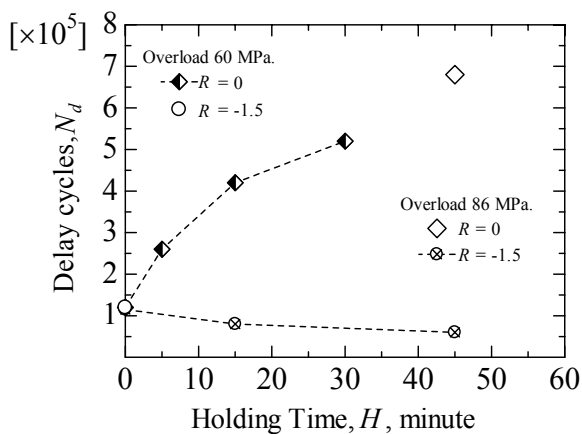 [×10⁵]
8
7
6
5
4
3
2
1
Delay cycles, N_d
Overload 60 MPa.
R = 0
R = -1.5
Overload 86 MPa.
R = 0
R = -1.5
0 10 20 30 40 50 60
Holding Time, H, minute